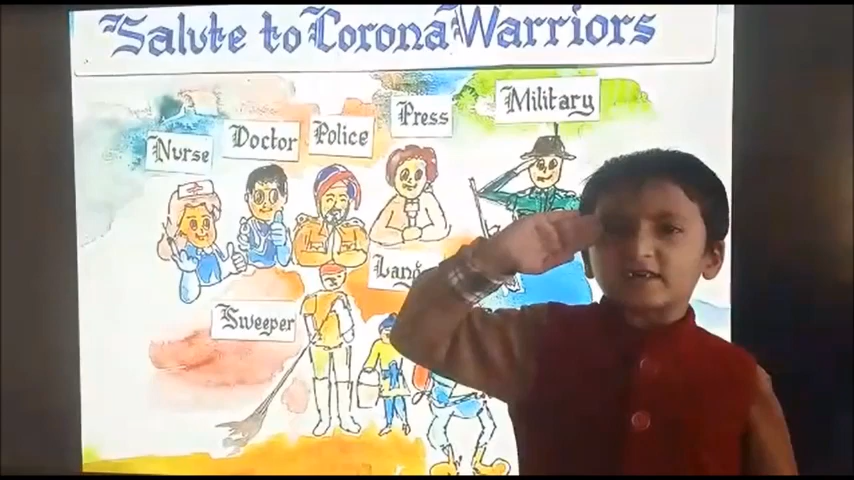 Salute to Corona Warriors
Nurse
Doctor
Police
Press
Military
Sweeper